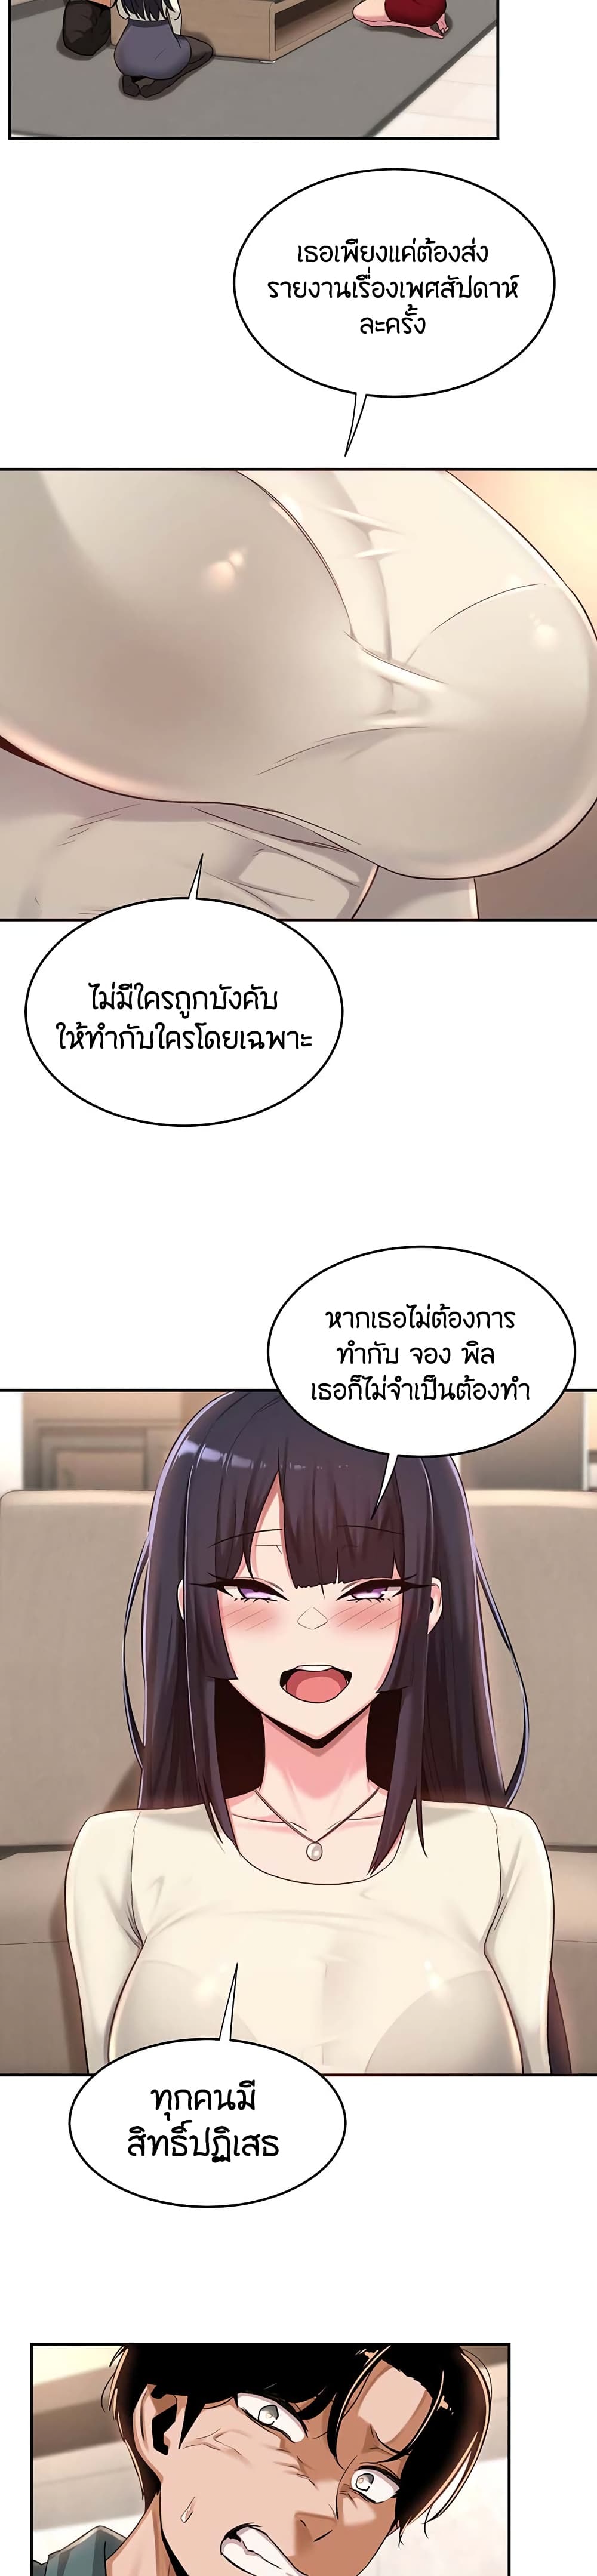 เธอเพียงแค่ต้องส่ง
รายงานเรื่องเพศสัปดาห์
ละครั้ง
ไม่มีใครถูกบังคับ
ให้ทำกับใครโดยเฉพาะ
หากเธอไม่ต้องการ
ทำกับ จอง พิล
เธอก็ไม่จำเป็นต้องทำ
ทุกคนมี
สิทธิ์ปฏิเสธ